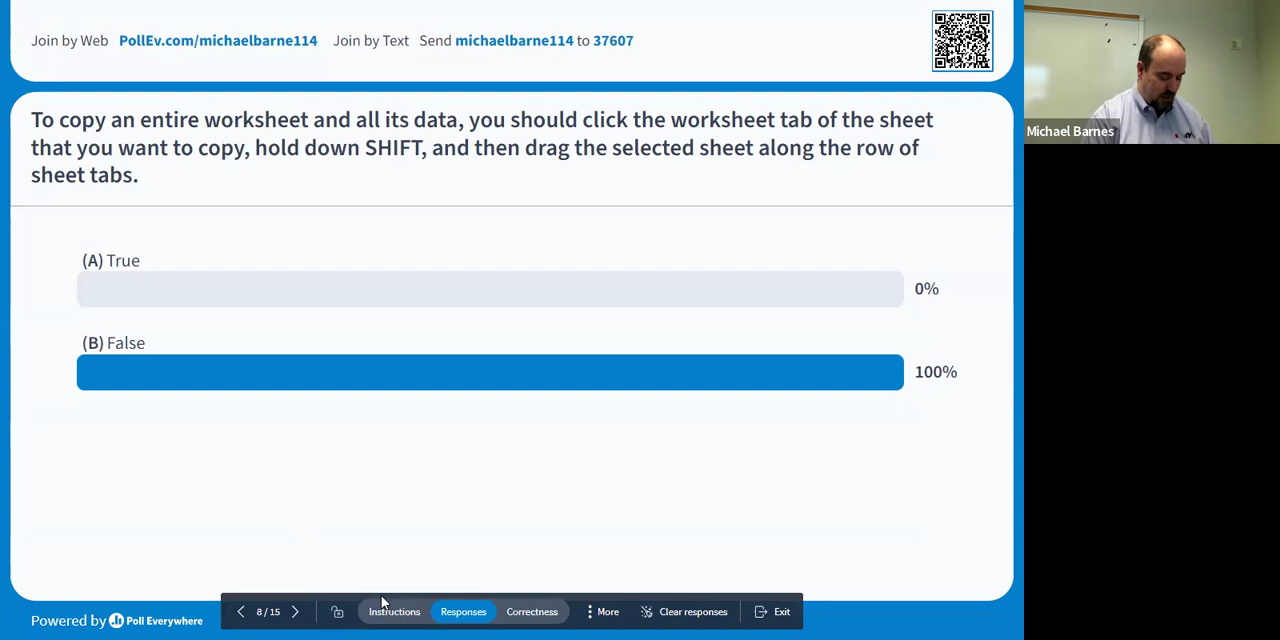 Join by Web PollEv.com/michaelbarne114 Join by Text Send michaelbarne114 to 37607
To copy an entire worksheet and all its data, you should click the worksheet tab of the sheet
that you want to copy, hold down SHIFT, and then drag the selected sheet along the row of
sheet tabs.
(A) True
0%
(B) False
100%
Michael Barnes
Powered by Poll Everywhere
8 / 15 Instructions Responses Correctness More Clear responses Exit